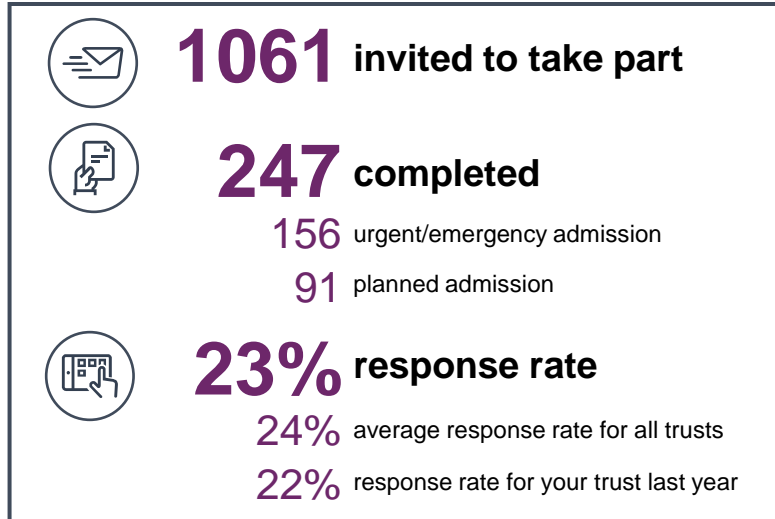 1061 invited to take part
247 completed
156 urgent/emergency admission
91 planned admission
23% response rate
24% average response rate for all trusts
22% response rate for your trust last year